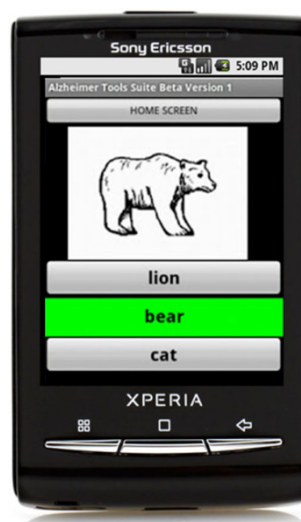 Sony Ericsson
5:09 PM
Alzheimer Tools Suite Beta Version 1
HOME SCREEN
lion
bear
cat
XPERIA